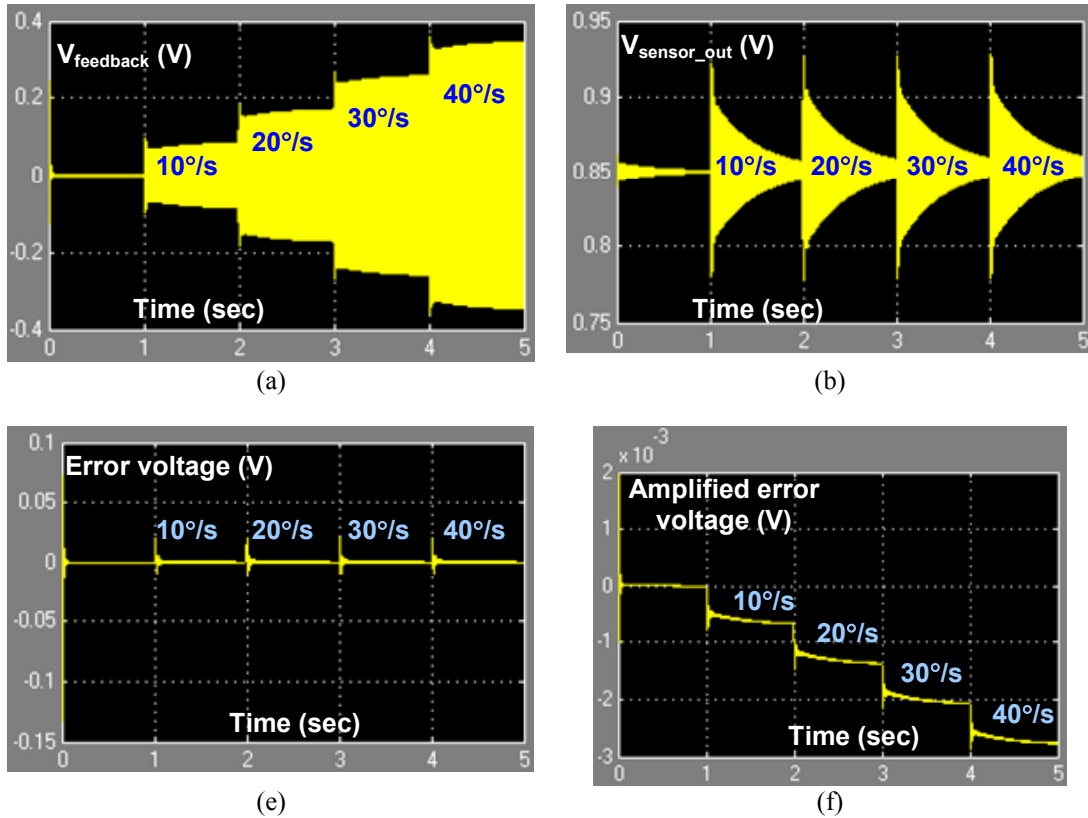 0.4
V_feedback (V)
0.2
0
-0.2
-0.4
10°/s
20°/s
30°/s
40°/s
Time (sec)
0 1 2 3 4 5
(a)
0.95
V_sensor_out (V)
0.9
0.85
0.8
0.75
10°/s
20°/s
30°/s
40°/s
Time (sec)
0 1 2 3 4 5
(b)
0.1
Error voltage (V)
0.05
0
-0.05
-0.1
-0.15
10°/s
20°/s
30°/s
40°/s
Time (sec)
0 1 2 3 4 5
(e)
x 10^-3
2
Amplified error
voltage (V)
1
0
-1
-2
-3
10°/s
20°/s
30°/s
40°/s
Time (sec)
0 1 2 3 4 5
(f)